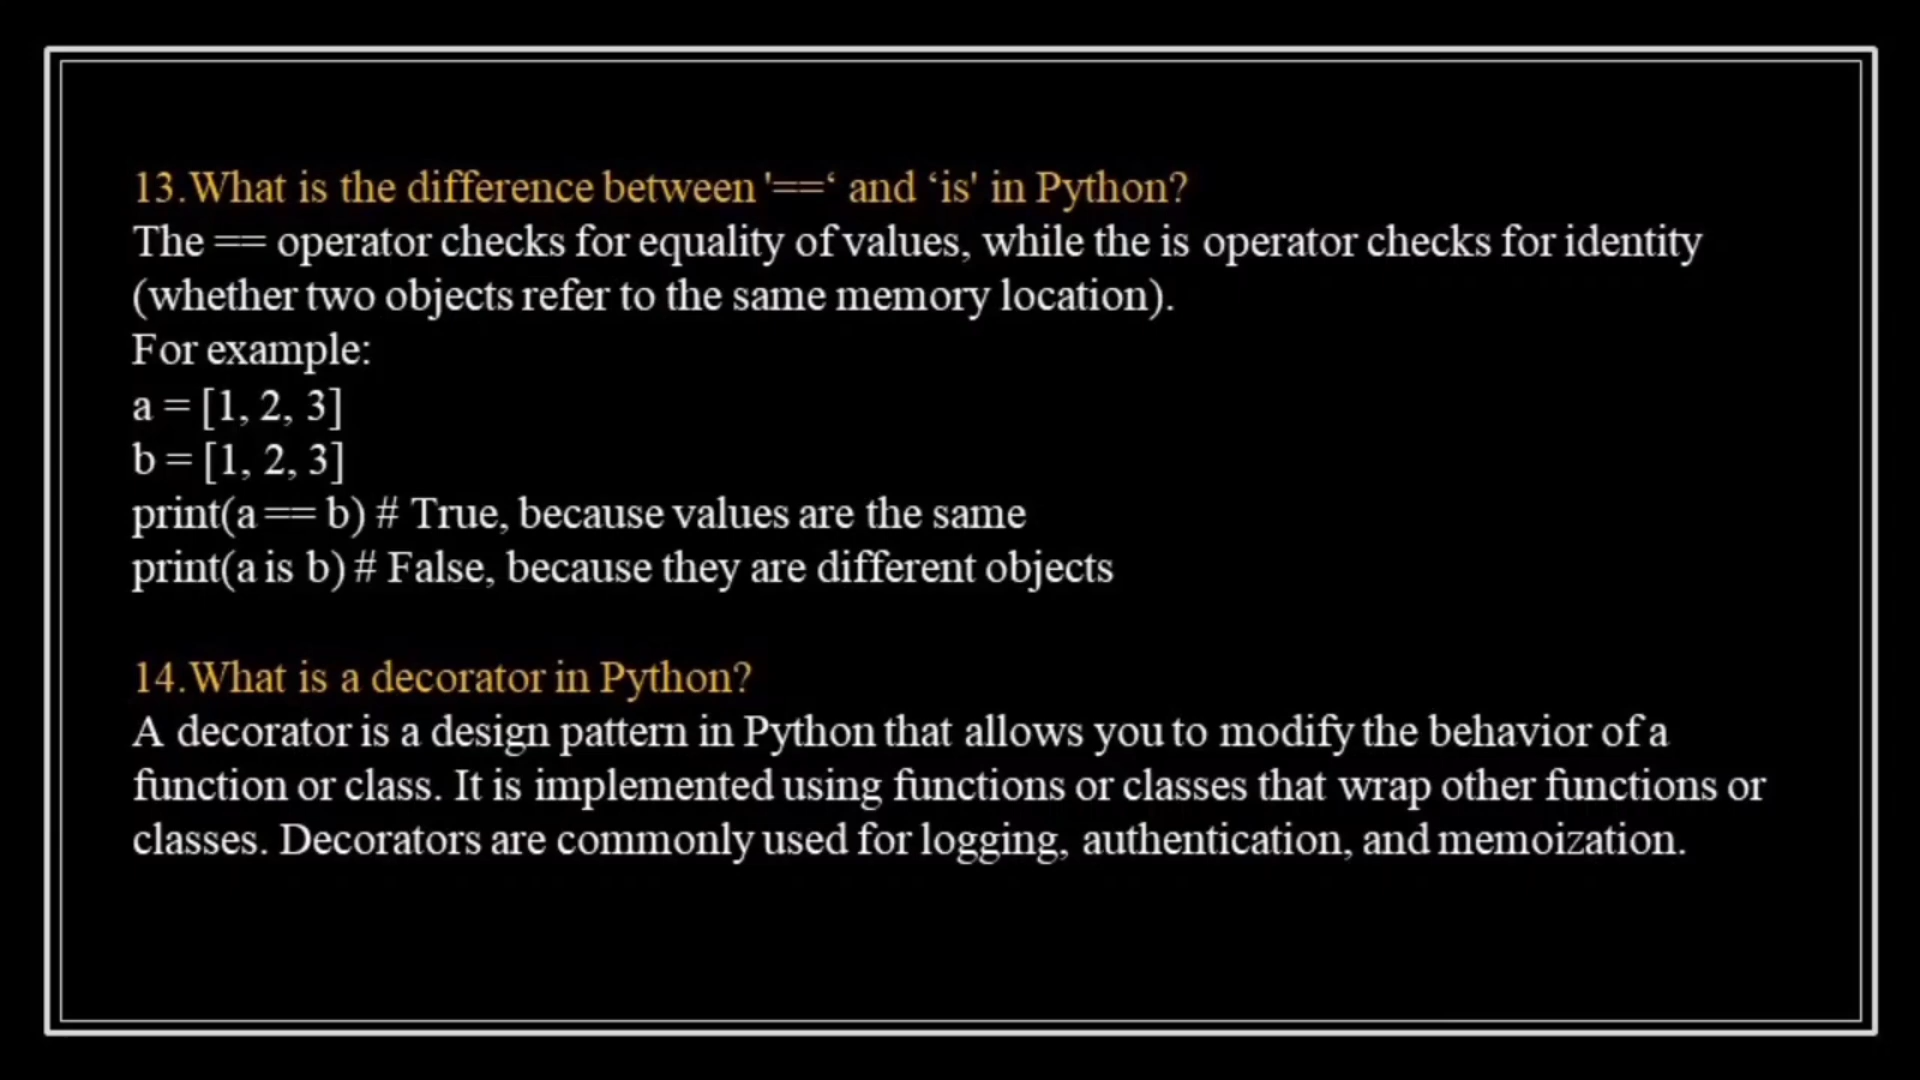 13.What is the difference between '==‘ and ‘is' in Python?
The == operator checks for equality of values, while the is operator checks for identity
(whether two objects refer to the same memory location).
For example:
a = [1, 2, 3]
b = [1, 2, 3]
print(a == b) # True, because values are the same
print(a is b) # False, because they are different objects
14.What is a decorator in Python?
A decorator is a design pattern in Python that allows you to modify the behavior of a
function or class. It is implemented using functions or classes that wrap other functions or
classes. Decorators are commonly used for logging, authentication, and memoization.